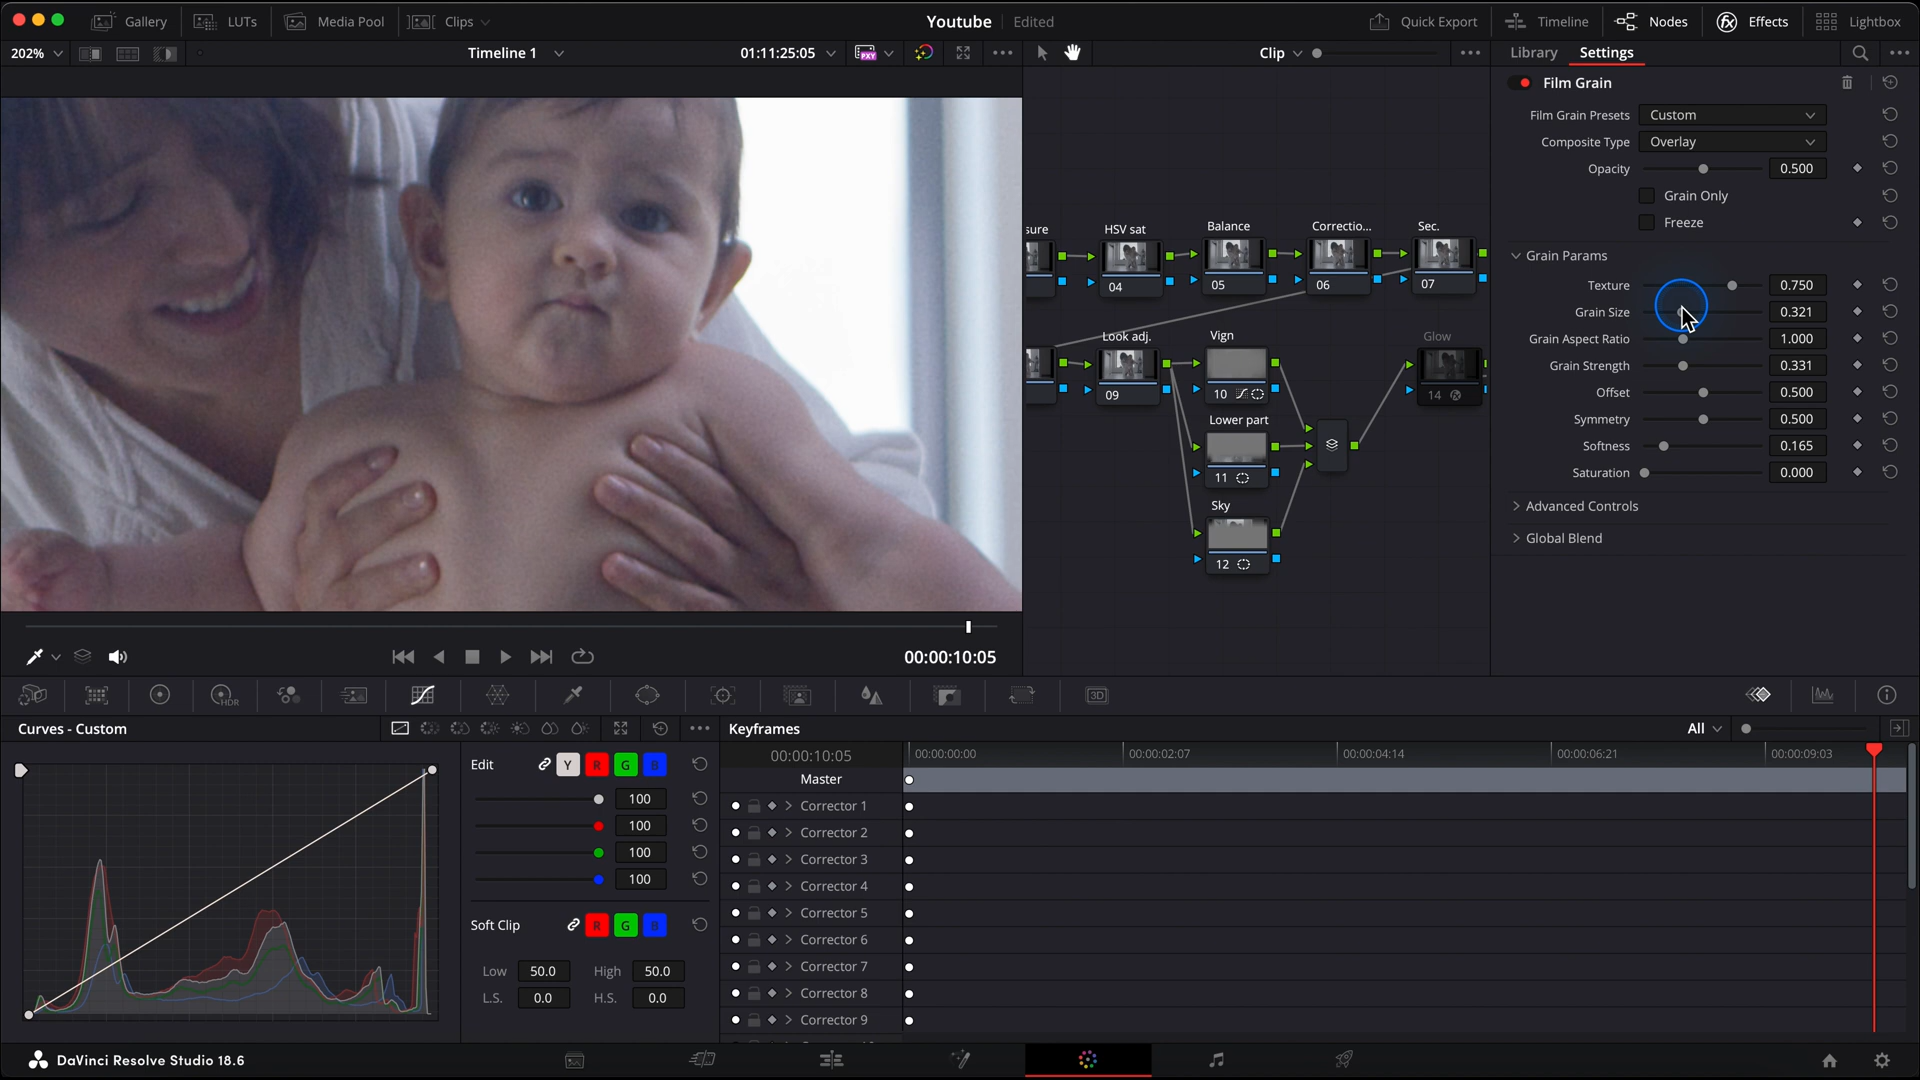 Gallery LUTs Media Pool Clips Youtube Edited Quick Export Timeline Nodes Effects Lightbox
202% Timeline 1 01:11:25:05 PXY Clip Library Settings
Film Grain
Film Grain Presets Custom
Composite Type Overlay
Opacity 0.500
Grain Only
Freeze
Grain Params
Texture 0.750
Grain Size 0.321
Grain Aspect Ratio 1.000
Grain Strength 0.331
Offset 0.500
Symmetry 0.500
Softness 0.165
Saturation 0.000
Advanced Controls
Global Blend
sure HSV sat Balance Correctio... Sec.
04 05 06 07
Look adj. Vign Glow
09 10 14
Lower part
11
Sky
12
00:00:10:05
HDR 3D
Curves - Custom
Edit Y R G B
100
100
100
100
Soft Clip R G B
Low 50.0 High 50.0
L.S. 0.0 H.S. 0.0
Keyframes All
00:00:10:05 00:00:00:00 00:00:02:07 00:00:04:14 00:00:06:21 00:00:09:03
Master
Corrector 1
Corrector 2
Corrector 3
Corrector 4
Corrector 5
Corrector 6
Corrector 7
Corrector 8
Corrector 9
DaVinci Resolve Studio 18.6